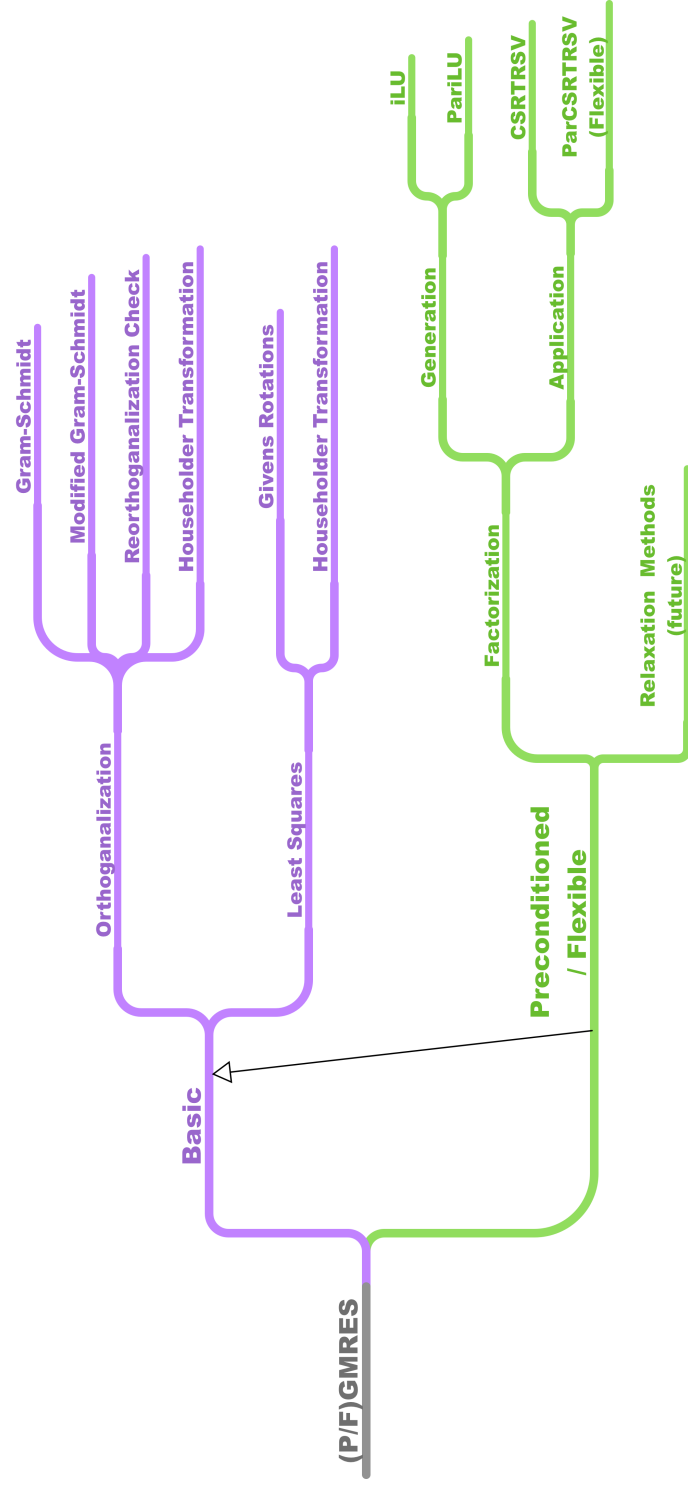 (P/F)GMRES
Basic
Orthoganalization
Gram-Schmidt
Modified Gram-Schmidt
Reorthoganalization Check
Householder Transformation
Least Squares
Givens Rotations
Householder Transformation
Preconditioned
/ Flexible
Factorization
Generation
iLU
PariLU
Application
CSRTRSV
ParCSRTRSV
(Flexible)
Relaxation Methods
(future)